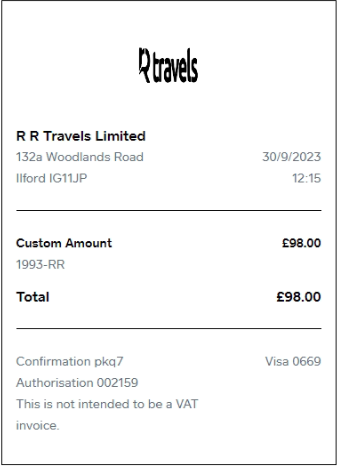 R travels
R R Travels Limited
132a Woodlands Road 30/9/2023
Ilford IG11JP 12:15
Custom Amount £98.00
1993-RR
Total £98.00
Confirmation pkq7 Visa 0669
Authorisation 002159
This is not intended to be a VAT
invoice.